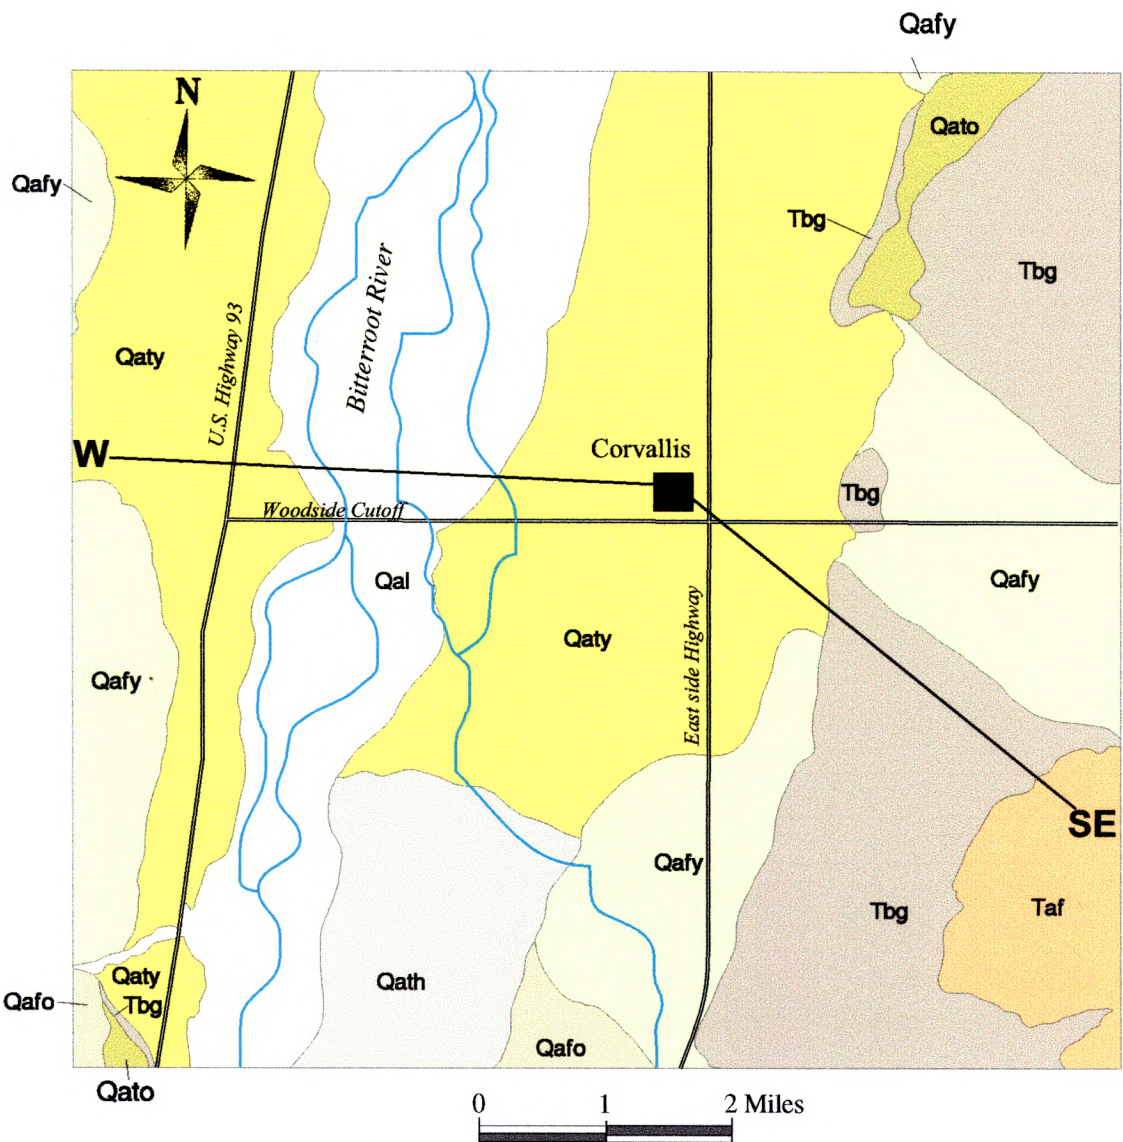 Qafy
N
Qato
Qafy
Tbg
Tbg
Bitterroot River
U.S. Highway 93
Qaty
W
Corvallis
Tbg
Woodside Cutoff
Qal
Qafy
East side Highway
Qaty
Qafy
SE
Qafy
Tbg
Taf
Qaty
Qath
Qafo
Tbg
Qafo
Qato
0 1 2 Miles